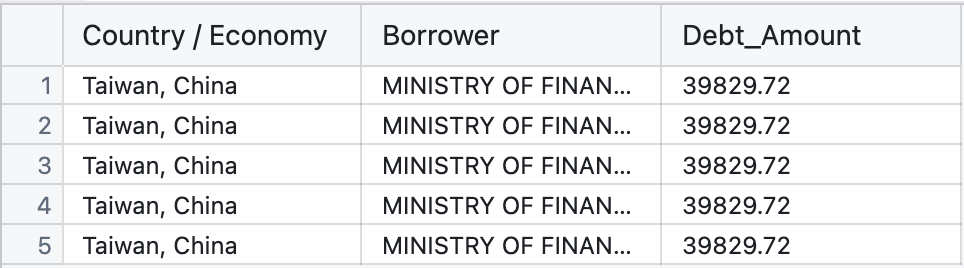 Country / Economy Borrower Debt_Amount
1 Taiwan, China MINISTRY OF FINAN... 39829.72
2 Taiwan, China MINISTRY OF FINAN... 39829.72
3 Taiwan, China MINISTRY OF FINAN... 39829.72
4 Taiwan, China MINISTRY OF FINAN... 39829.72
5 Taiwan, China MINISTRY OF FINAN... 39829.72